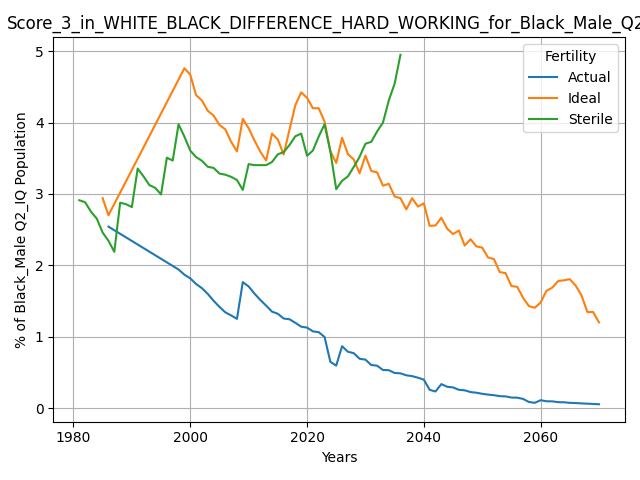 Score_3_in_WHITE_BLACK_DIFFERENCE_HARD_WORKING_for_Black_Male_Q2
Fertility
Actual
Ideal
Sterile
% of Black_Male Q2_IQ Population
5
4
3
2
1
0
1980 2000 2020 2040 2060
Years